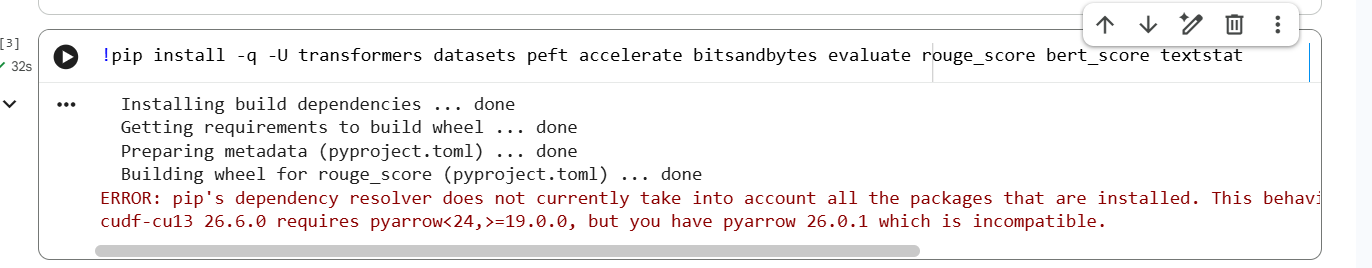 [3]
32s
!pip install -q -U transformers datasets peft accelerate bitsandbytes evaluate rouge_score bert_score textstat
Installing build dependencies ... done
Getting requirements to build wheel ... done
Preparing metadata (pyproject.toml) ... done
Building wheel for rouge_score (pyproject.toml) ... done
ERROR: pip's dependency resolver does not currently take into account all the packages that are installed. This behavi
cudf-cu13 26.6.0 requires pyarrow<24,>=19.0.0, but you have pyarrow 26.0.1 which is incompatible.